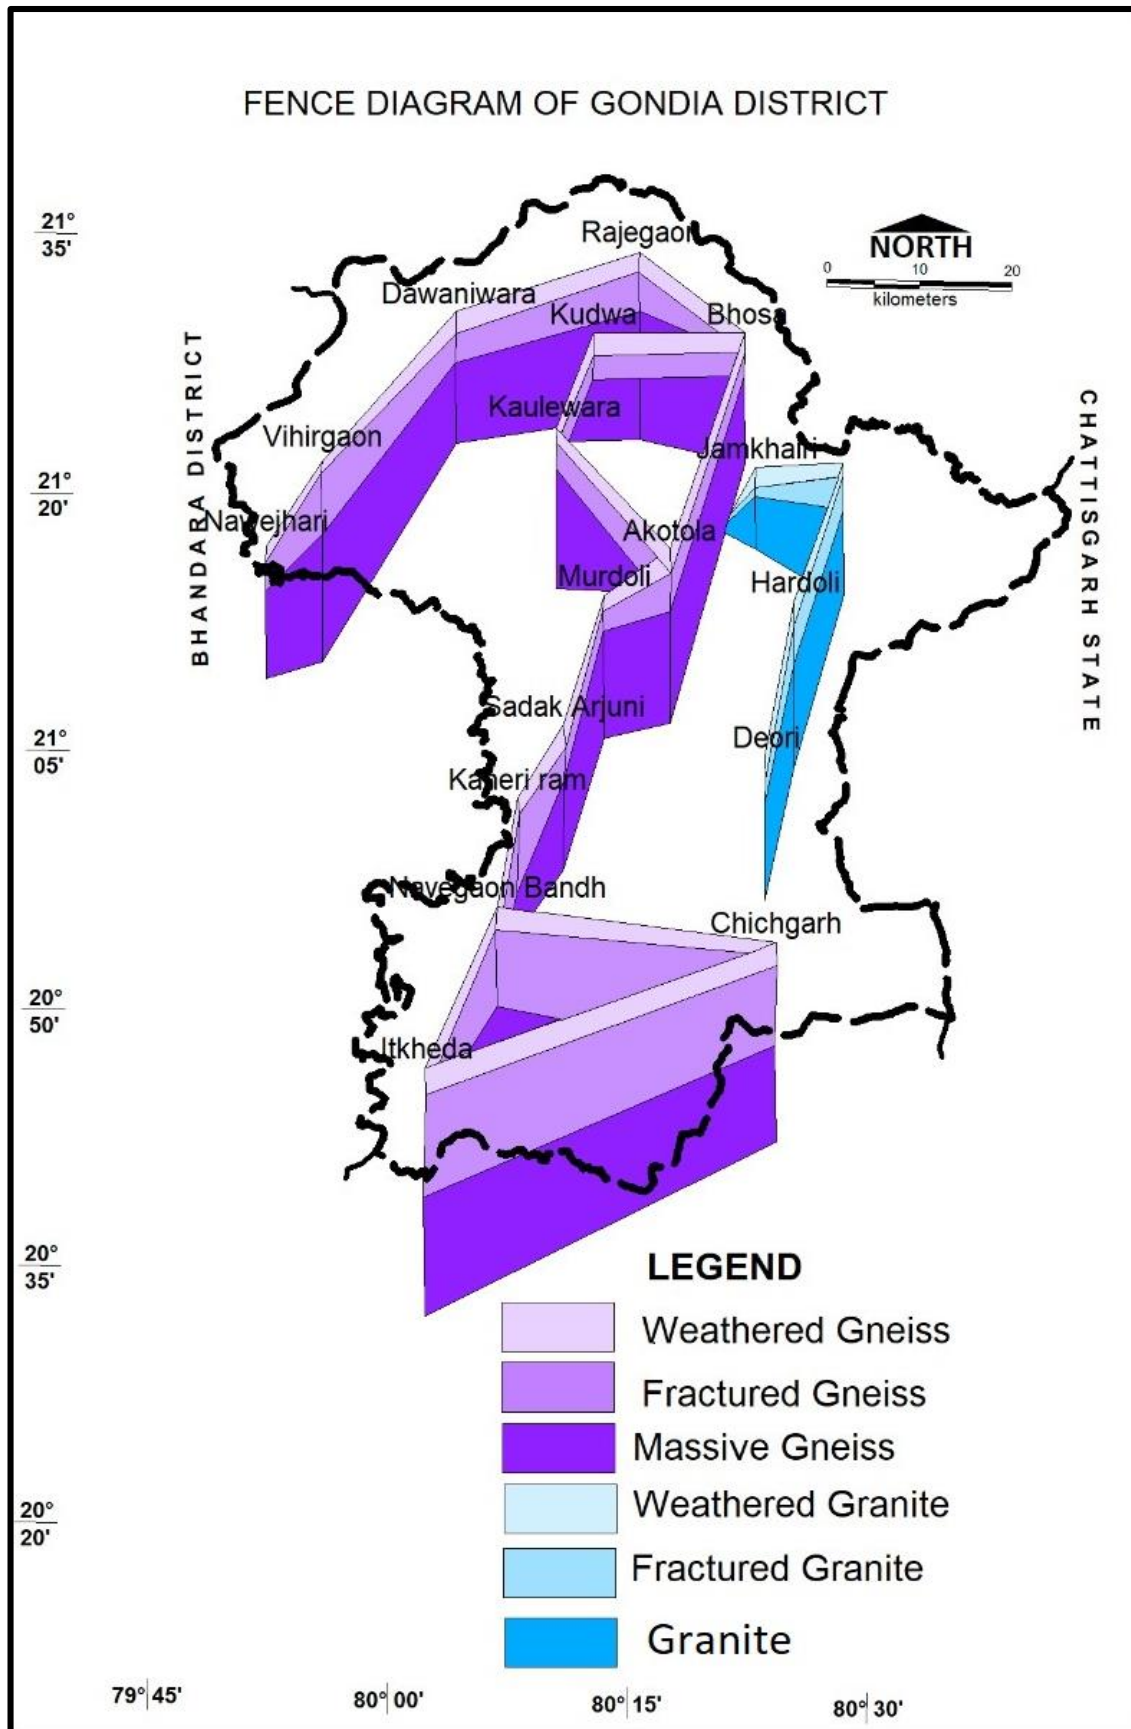 FENCE DIAGRAM OF GONDIA DISTRICT
21°
35'
Rajegaon
NORTH
0 10 20
kilometers
Dawaniwara
Kudwa
Bhosa
BHANDARA DISTRICT
CHATTISGARH STATE
Kaulewara
Vihirgaon
Jamkhairi
21°
20'
Nawejhari
Akotola
Murdoli
Hardoli
Sadak Arjuni
21°
05'
Deori
Kaneri ram
Navegaon Bandh
Chichgarh
20°
50'
Itkheda
20°
35'
LEGEND
Weathered Gneiss
Fractured Gneiss
Massive Gneiss
Weathered Granite
20°
20'
Fractured Granite
Granite
79° 45'
80° 00'
80° 15'
80° 30'